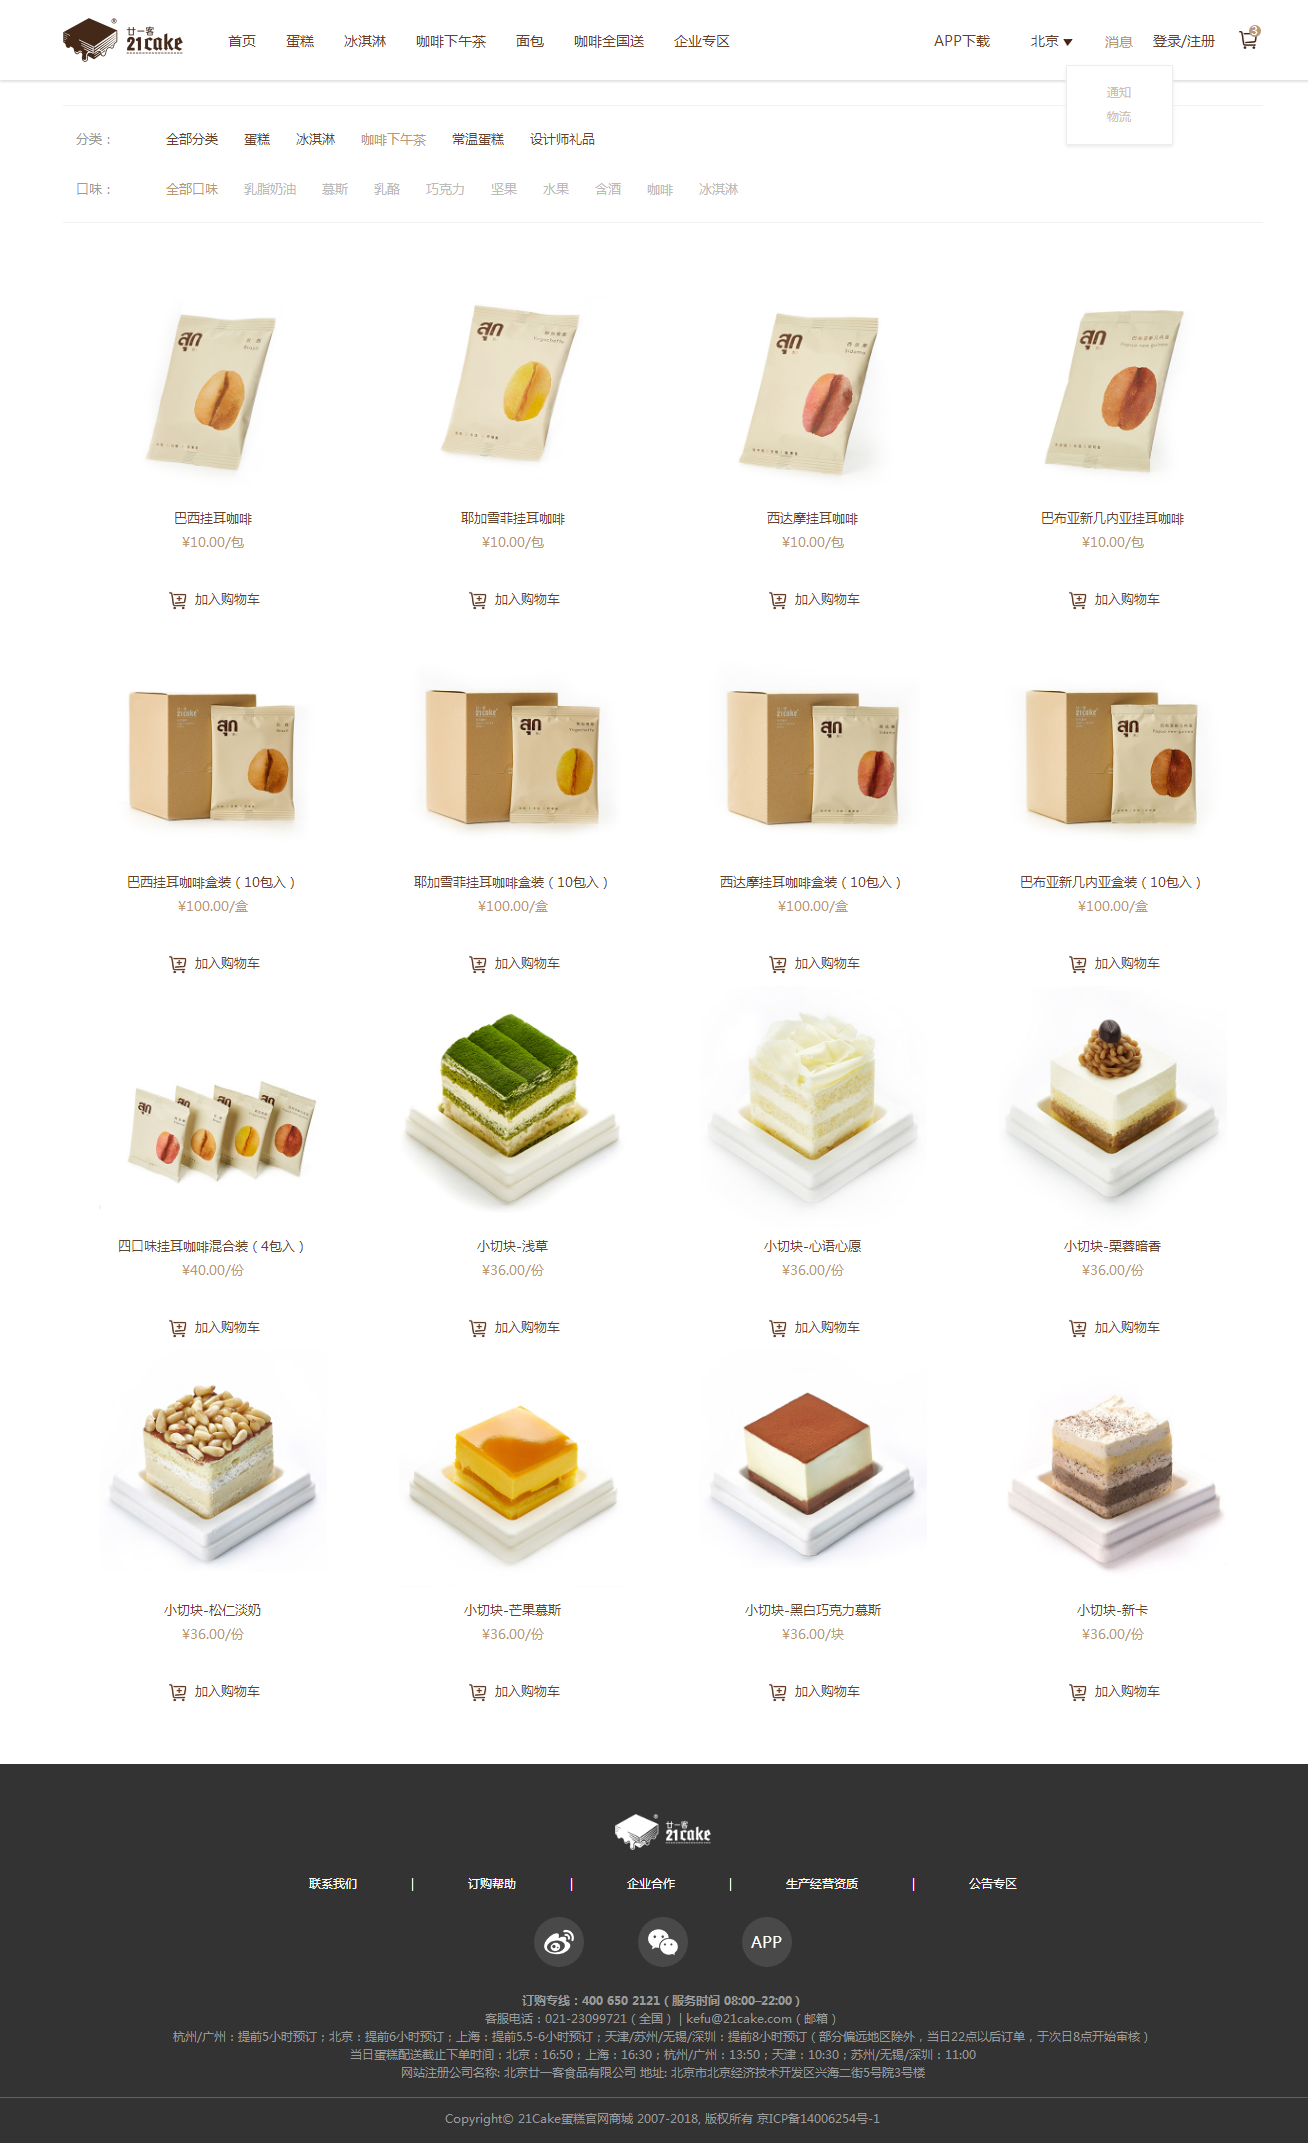 廿一客
21cake
首页 蛋糕 冰淇淋 咖啡下午茶 面包 咖啡全国送 企业专区 APP下载 北京 消息 登录/注册 3
通知
物流
分类： 全部分类 蛋糕 冰淇淋 咖啡下午茶 常温蛋糕 设计师礼品
口味： 全部口味 乳脂奶油 慕斯 乳酪 巧克力 坚果 水果 含酒 咖啡 冰淇淋
巴西挂耳咖啡 耶加雪菲挂耳咖啡 西达摩挂耳咖啡 巴布亚新几内亚挂耳咖啡
¥10.00/包 ¥10.00/包 ¥10.00/包 ¥10.00/包
加入购物车 加入购物车 加入购物车 加入购物车
巴西挂耳咖啡盒装（10包入） 耶加雪菲挂耳咖啡盒装（10包入） 西达摩挂耳咖啡盒装（10包入） 巴布亚新几内亚盒装（10包入）
¥100.00/盒 ¥100.00/盒 ¥100.00/盒 ¥100.00/盒
加入购物车 加入购物车 加入购物车 加入购物车
四口味挂耳咖啡混合装（4包入） 小切块-浅草 小切块-心语心愿 小切块-栗蓉暗香
¥40.00/份 ¥36.00/份 ¥36.00/份 ¥36.00/份
加入购物车 加入购物车 加入购物车 加入购物车
小切块-松仁淡奶 小切块-芒果慕斯 小切块-黑白巧克力慕斯 小切块-新卡
¥36.00/份 ¥36.00/份 ¥36.00/块 ¥36.00/份
加入购物车 加入购物车 加入购物车 加入购物车
廿一客
21cake
联系我们 | 订购帮助 | 企业合作 | 生产经营资质 | 公告专区
APP
订购专线：400 650 2121（服务时间 08:00–22:00）
客服电话：021-23099721（全国） | kefu@21cake.com（邮箱）
杭州/广州：提前5小时预订；北京：提前6小时预订；上海：提前5.5-6小时预订；天津/苏州/无锡/深圳：提前8小时预订（部分偏远地区除外，当日22点以后订单，于次日8点开始审核）
当日蛋糕配送截止下单时间：北京：16:50；上海：16:30；杭州/广州：13:50；天津：10:30；苏州/无锡/深圳：11:00
网站注册公司名称: 北京廿一客食品有限公司 地址: 北京市北京经济技术开发区兴海二街5号院3号楼
Copyright© 21Cake蛋糕官网商城 2007-2018, 版权所有 京ICP备14006254号-1